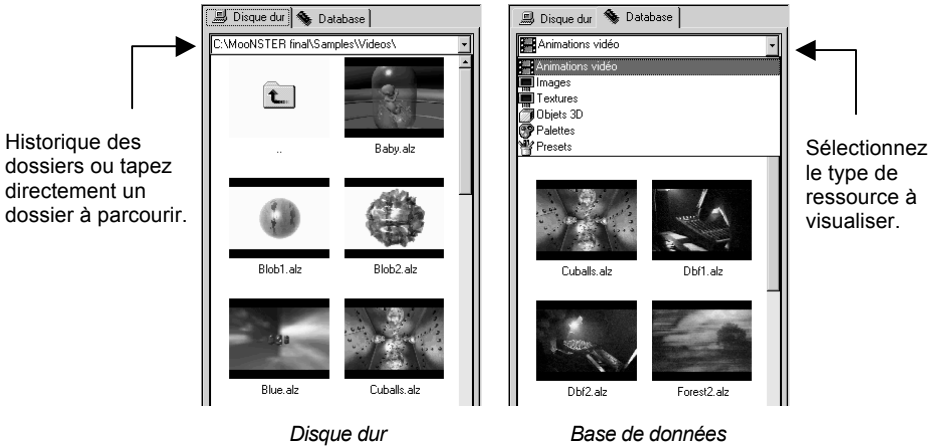 Disque dur Database
C:\MooNSTER final\Samples\Videos\
..
Baby.alz
Blob1.alz
Blob2.alz
Blue.alz
Cuballs.alz
Historique des
dossiers ou tapez
directement un
dossier à parcourir.
Disque dur
Disque dur Database
Animations vidéo
Animations vidéo
Images
Textures
Objets 3D
Palettes
Presets
Cuballs.alz
Dbf1.alz
Dbf2.alz
Forest2.alz
Sélectionnez
le type de
ressource à
visualiser.
Base de données